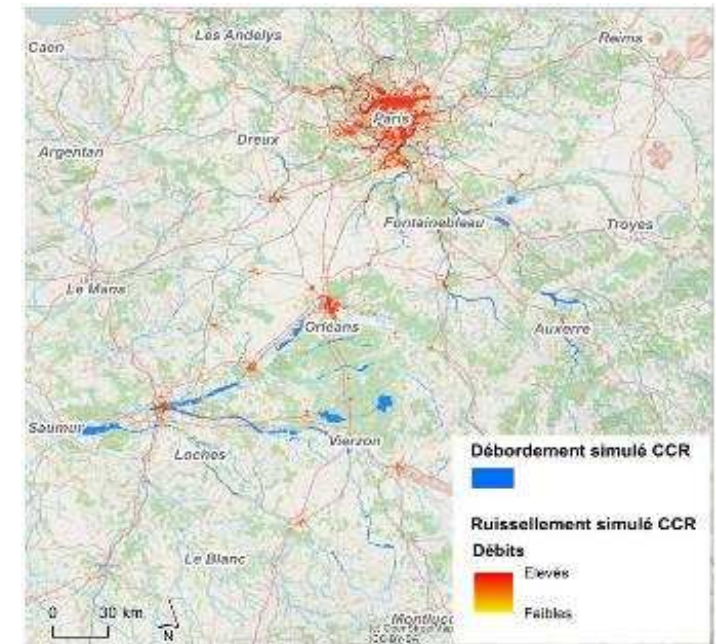 Caen
Les Andelys
Reims
Paris
Dreux
Argentan
Fontainebleau
Troyes
Le Mans
Orléans
Auxerre
Saumur
Vierzon
Loches
Le Blanc
Débordement simulé CCR
Ruissellement simulé CCR
Débits
Elevés
Faibles
0 30 km
N